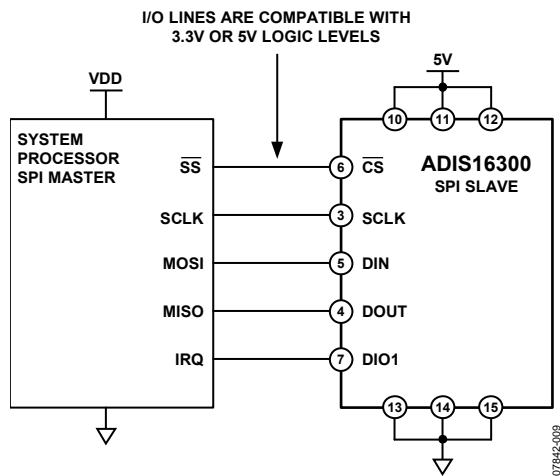 I/O LINES ARE COMPATIBLE WITH
3.3V OR 5V LOGIC LEVELS
VDD
5V
10 11 12
SYSTEM
PROCESSOR
SPI MASTER
ADIS16300
SPI SLAVE
SS 6 CS
SCLK 3 SCLK
MOSI 5 DIN
MISO 4 DOUT
IRQ 7 DIO1
13 14 15
07842-009